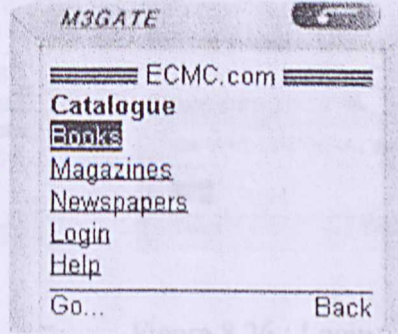 M3GATE
ECMC.com
Catalogue
Books
Magazines
Newspapers
Login
Help
Go... Back